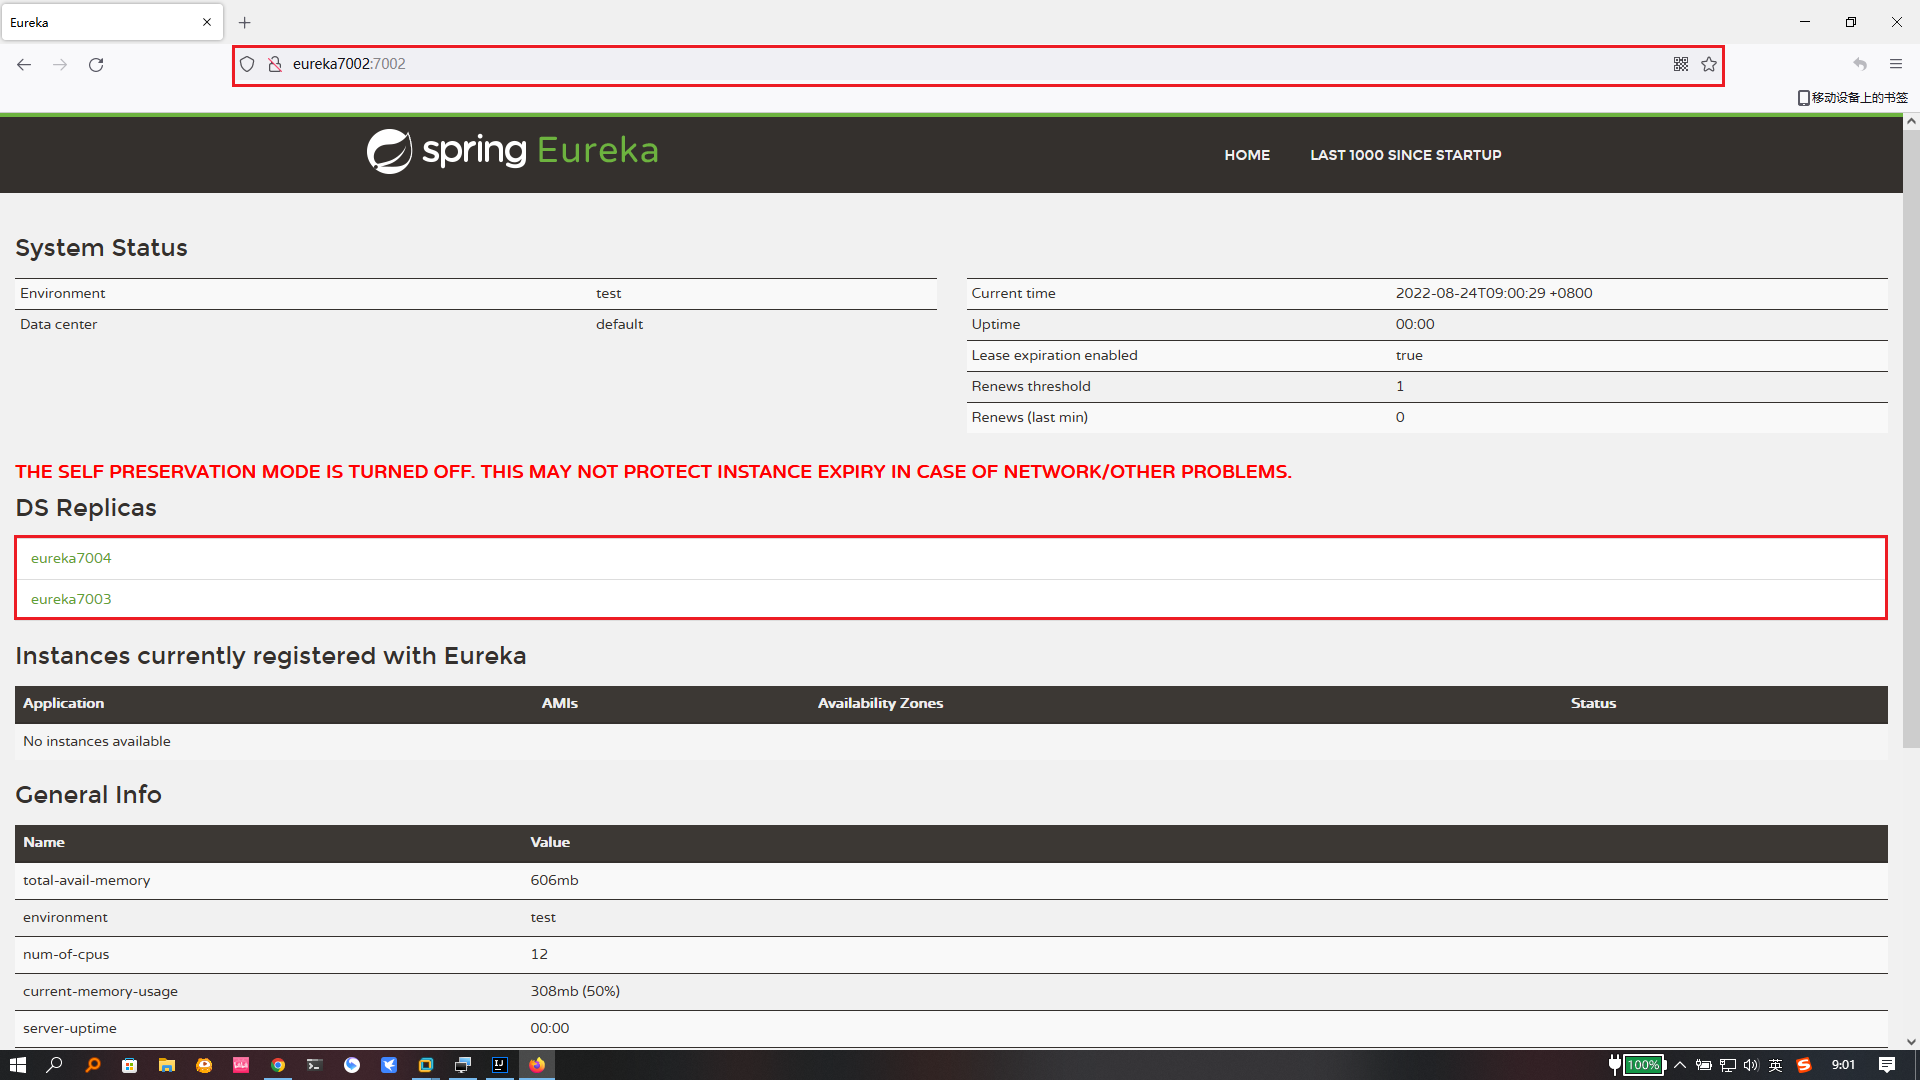 Eureka
eureka7002:7002
移动设备上的书签
spring Eureka
HOME
LAST 1000 SINCE STARTUP
System Status
Environment test
Data center default
Current time 2022-08-24T09:00:29 +0800
Uptime 00:00
Lease expiration enabled true
Renews threshold 1
Renews (last min) 0
THE SELF PRESERVATION MODE IS TURNED OFF. THIS MAY NOT PROTECT INSTANCE EXPIRY IN CASE OF NETWORK/OTHER PROBLEMS.
DS Replicas
eureka7004
eureka7003
Instances currently registered with Eureka
Application AMIs Availability Zones Status
No instances available
General Info
Name Value
total-avail-memory 606mb
environment test
num-of-cpus 12
current-memory-usage 308mb (50%)
server-uptime 00:00
100% 英 9:01